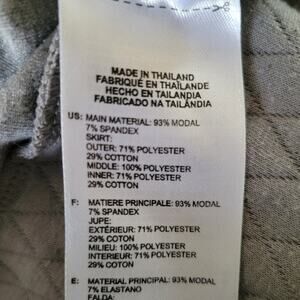 MADE IN THAILAND
FABRIQUÉ EN THAÏLANDE
HECHO EN TAILANDIA
FABRICADO NA TAILÂNDIA
US: MAIN MATERIAL: 93% MODAL
7% SPANDEX
SKIRT:
OUTER: 71% POLYESTER
29% COTTON
MIDDLE: 100% POLYESTER
INNER: 71% POLYESTER
29% COTTON
F: MATIERE PRINCIPALE: 93% MODAL
7% SPANDEX
JUPE:
EXTÉRIEUR: 71% POLYESTER
29% COTON
MILIEU: 100% POLYESTER
INTERIEUR: 71% POLYESTER
29% COTON
E: MATERIAL PRINCIPAL: 93% MODAL
7% ELASTANO
FALDA: